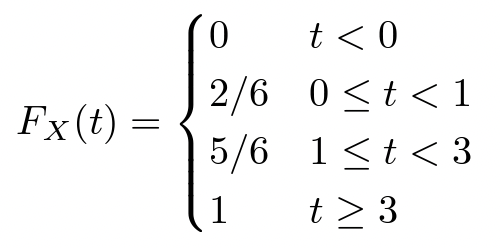 F_X(t) = { 0 t < 0
2/6 0 ≤ t < 1
5/6 1 ≤ t < 3
1 t ≥ 3